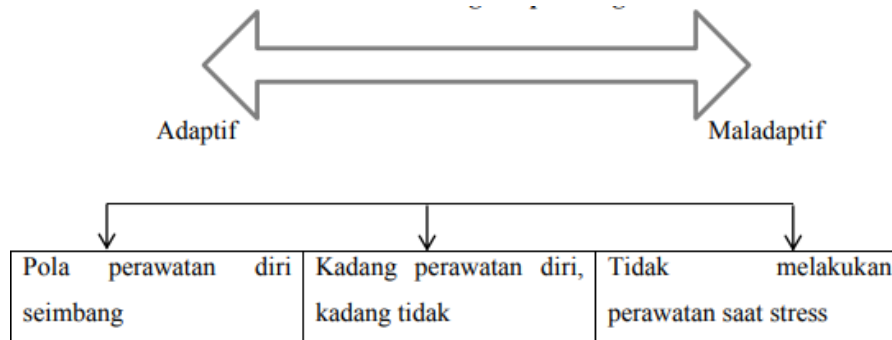 Adaptif
Maladaptif
Pola perawatan diri
seimbang
Kadang perawatan diri,
kadang tidak
Tidak melakukan
perawatan saat stress